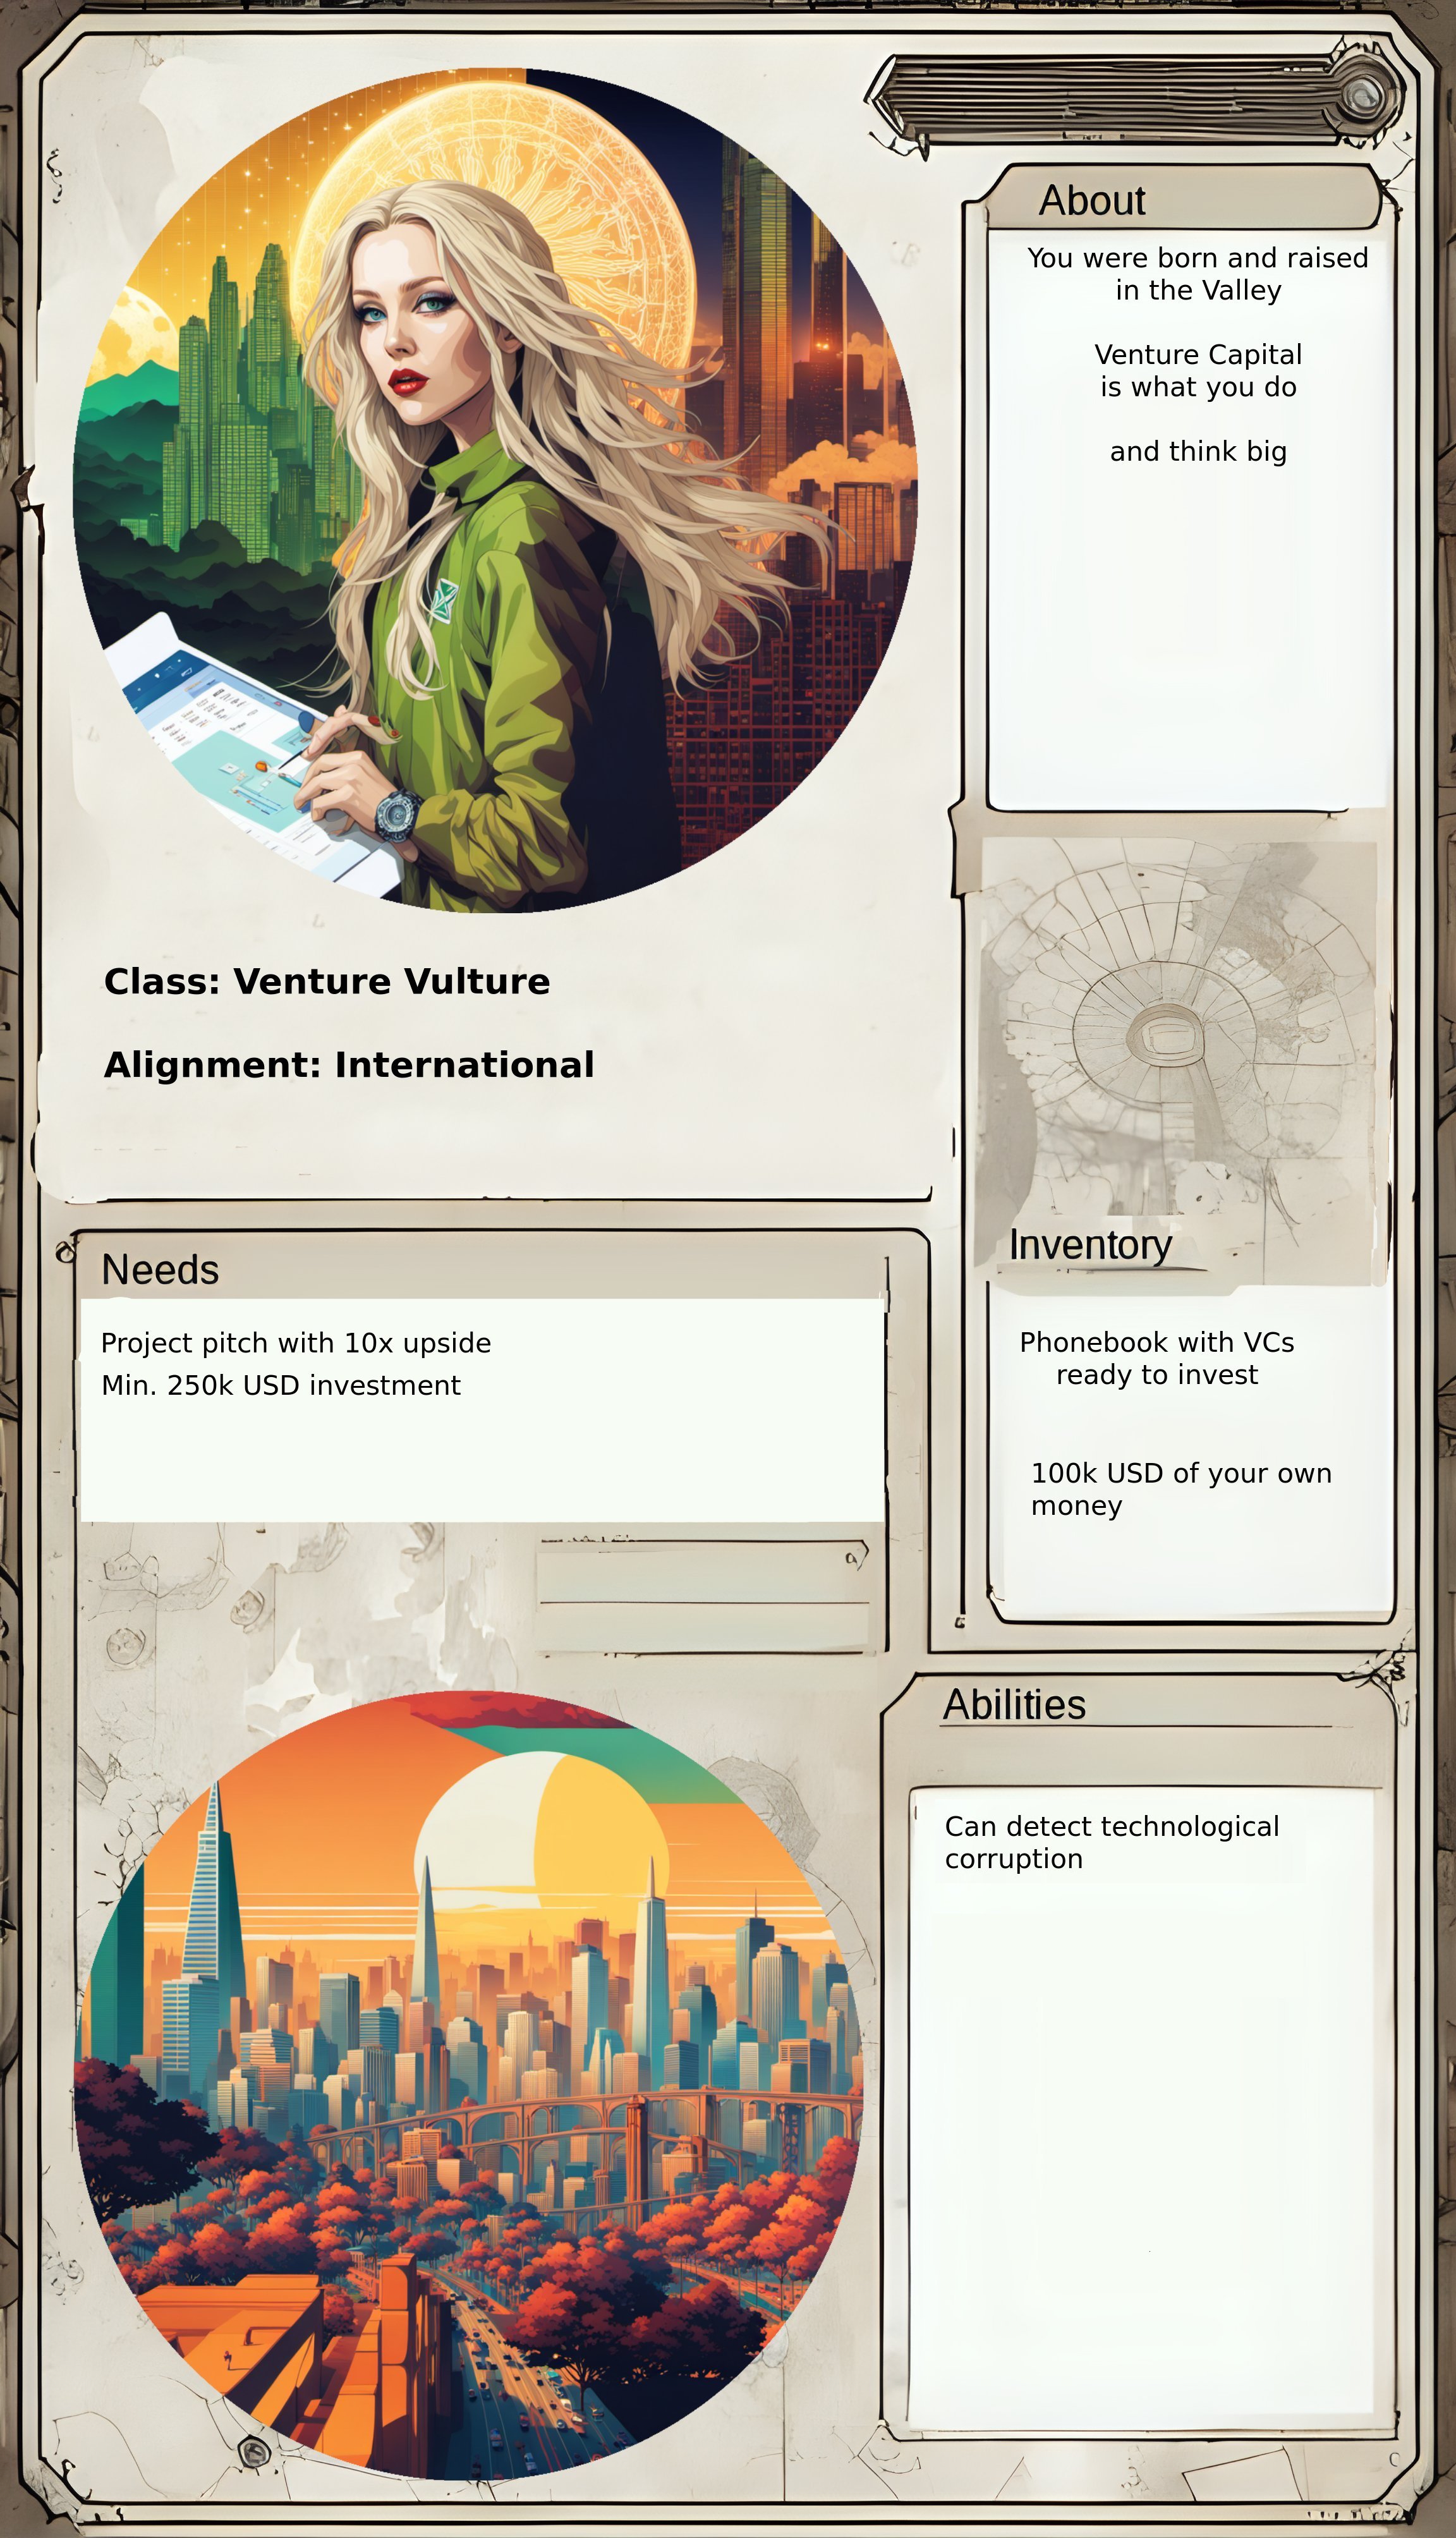 About
You were born and raised
in the Valley
Venture Capital
is what you do
and think big
Class: Venture Vulture
Alignment: International
Inventory
Phonebook with VCs
ready to invest
100k USD of your own
money
Needs
Project pitch with 10x upside
Min. 250k USD investment
Abilities
Can detect technological
corruption